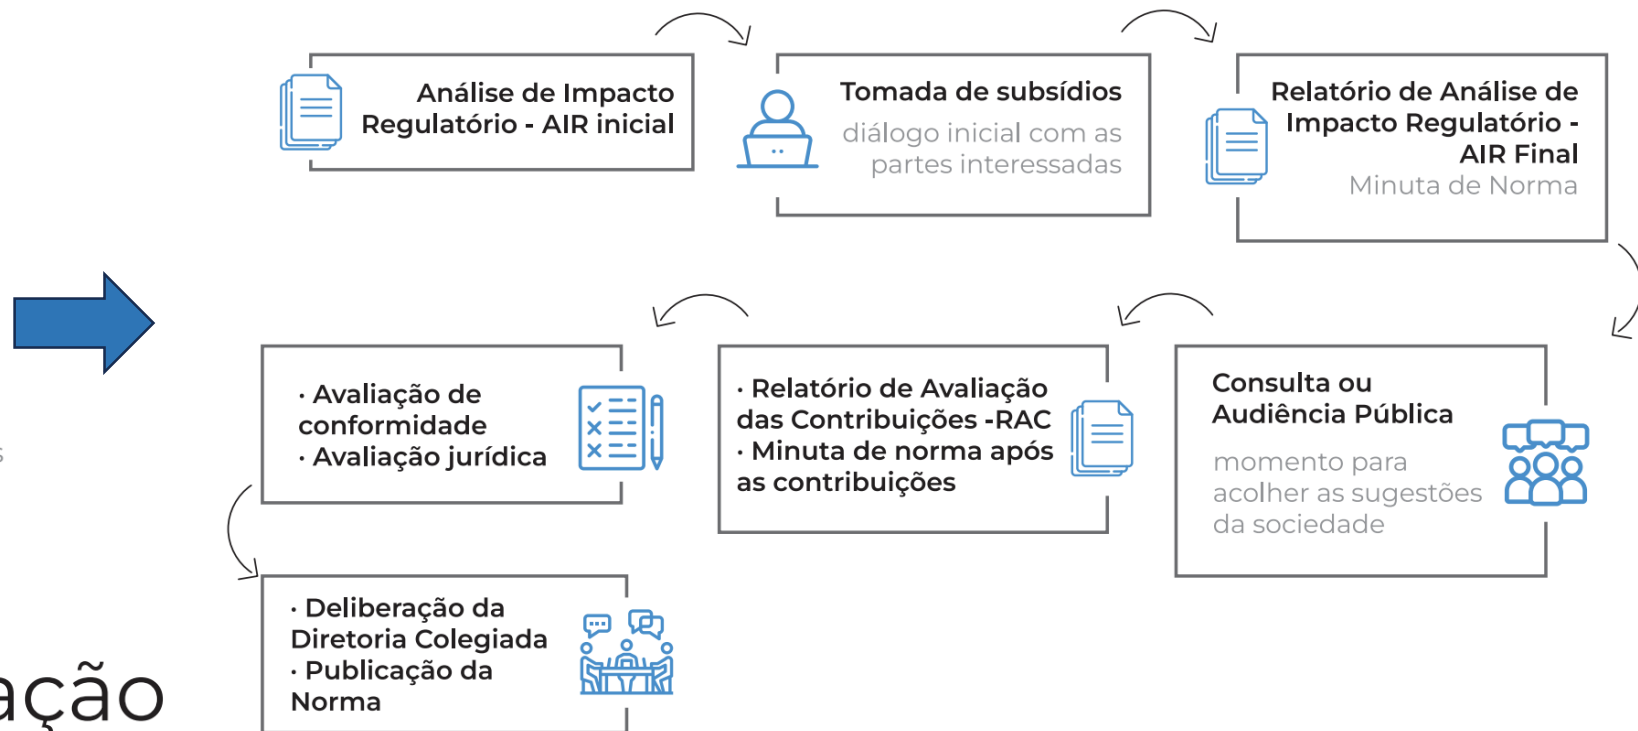 Análise de Impacto
Regulatório - AIR inicial
Tomada de subsídios
diálogo inicial com as
partes interessadas
Relatório de Análise de
Impacto Regulatório -
AIR Final
Minuta de Norma
Consulta ou
Audiência Pública
momento para
acolher as sugestões
da sociedade
· Relatório de Avaliação
das Contribuições -RAC
· Minuta de norma após
as contribuições
· Avaliação de
conformidade
· Avaliação jurídica
· Deliberação da
Diretoria Colegiada
· Publicação da
Norma
s
ação